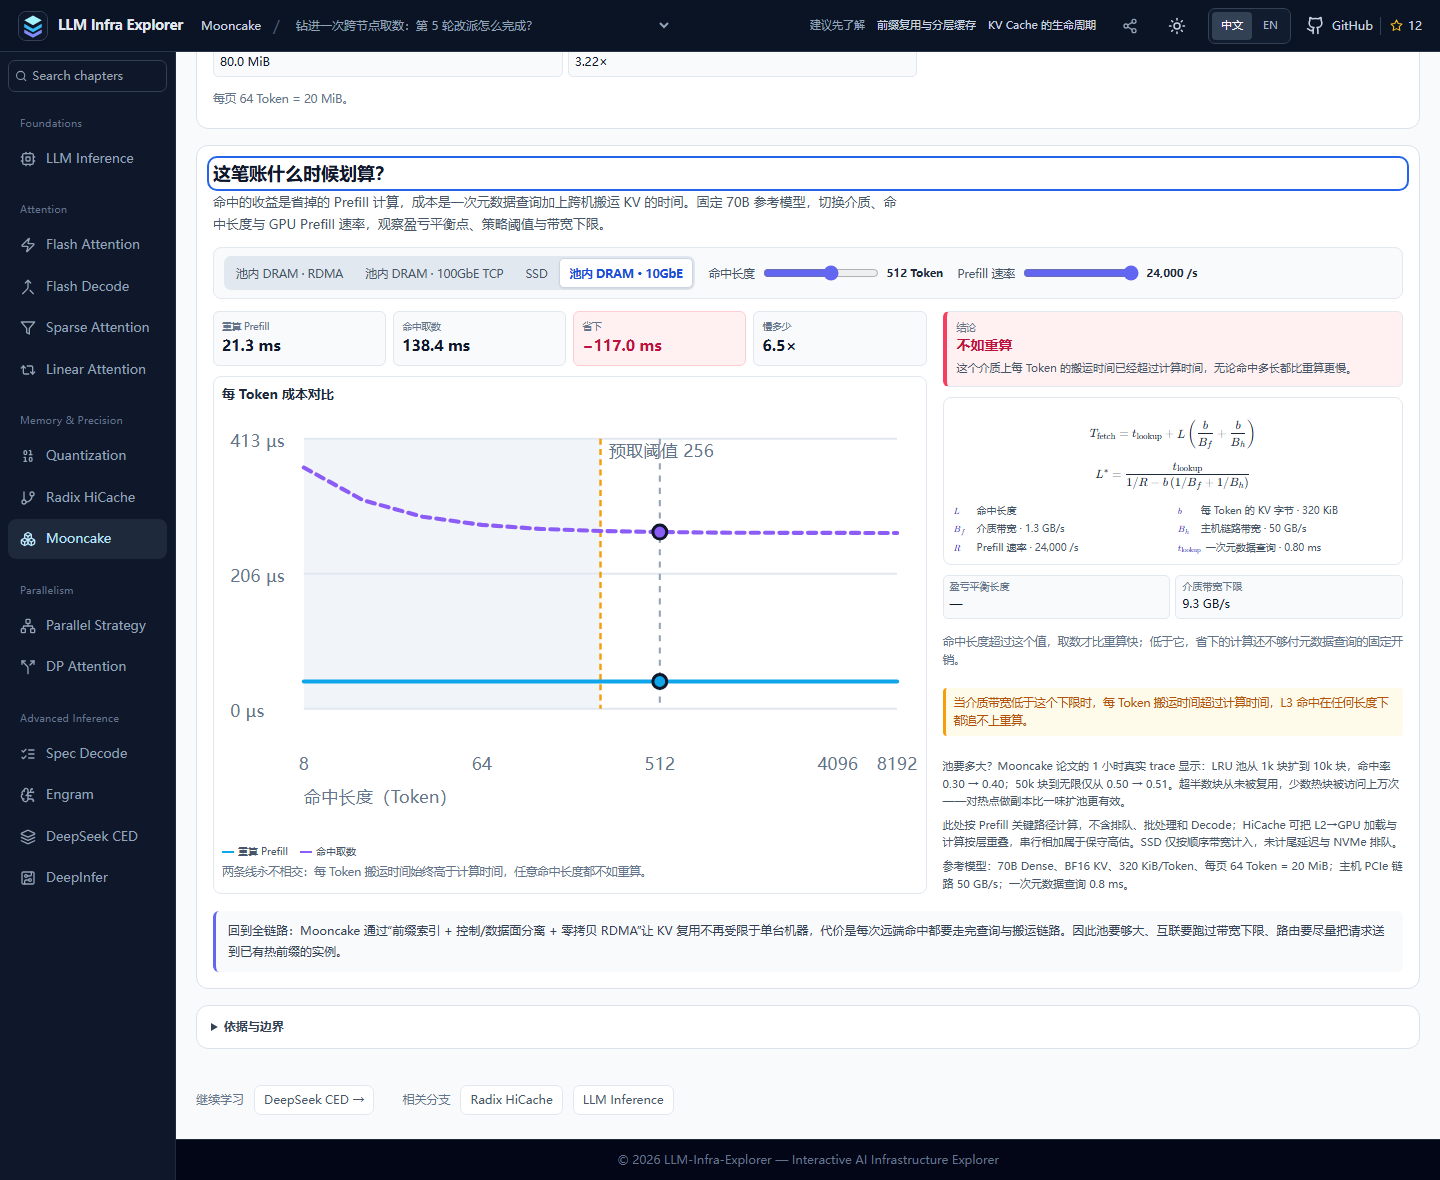 LLM Infra Explorer
Mooncake / 钻进一次跨节点取数：第 5 轮改派怎么完成？
建议先了解 前缀复用与分层缓存 KV Cache 的生命周期
中文 EN
GitHub 12
Search chapters
Foundations
LLM Inference
Attention
Flash Attention
Flash Decode
Sparse Attention
Linear Attention
Memory & Precision
Quantization
Radix HiCache
Mooncake
Parallelism
Parallel Strategy
DP Attention
Advanced Inference
Spec Decode
Engram
DeepSeek CED
DeepInfer
80.0 MiB
3.22×
每页 64 Token = 20 MiB。
这笔账什么时候划算？
命中的收益是省掉的 Prefill 计算，成本是一次元数据查询加上跨机搬运 KV 的时间。固定 70B 参考模型，切换介质、命
中长度与 GPU Prefill 速率，观察盈亏平衡点、策略阈值与带宽下限。
池内 DRAM · RDMA 池内 DRAM · 100GbE TCP SSD 池内 DRAM · 10GbE 命中长度 512 Token Prefill 速率 24,000 /s
重算 Prefill
21.3 ms
命中取数
138.4 ms
省下
−117.0 ms
慢多少
6.5×
每 Token 成本对比
413 µs
预取阈值 256
206 µs
0 µs
8 64 512 4096 8192
命中长度（Token）
重算 Prefill 命中取数
两条线永不相交：每 Token 搬运时间始终高于计算时间，任意命中长度都不如重算。
结论
不如重算
这个介质上每 Token 的搬运时间已经超过计算时间，无论命中多长都比重算更慢。
T_fetch = t_lookup + L (b/B_f + b/B_h)
L* = t_lookup / (1/R − b (1/B_f + 1/B_h))
L 命中长度
b 每 Token 的 KV 字节 · 320 KiB
B_f 介质带宽 · 1.3 GB/s
B_h 主机链路带宽 · 50 GB/s
R Prefill 速率 · 24,000 /s
t_lookup 一次元数据查询 · 0.80 ms
盈亏平衡长度
—
介质带宽下限
9.3 GB/s
命中长度超过这个值，取数才比重算快；低于它，省下的计算还不够付元数据查询的固定开
销。
当介质带宽低于这个下限时，每 Token 搬运时间超过计算时间，L3 命中在任何长度下
都追不上重算。
池要多大？Mooncake 论文的 1 小时真实 trace 显示：LRU 池从 1k 块扩到 10k 块，命中率
0.30 → 0.40；50k 块到无限仅从 0.50 → 0.51。超半数块从未被复用，少数热块被访问上万次
——对热点做副本比一味扩池更有效。
此处按 Prefill 关键路径计算，不含排队、批处理和 Decode；HiCache 可把 L2→GPU 加载与
计算按层重叠，串行相加属于保守高估。SSD 仅按顺序带宽计入，未计尾延迟与 NVMe 排队。
参考模型：70B Dense、BF16 KV、320 KiB/Token、每页 64 Token = 20 MiB；主机 PCIe 链
路 50 GB/s；一次元数据查询 0.8 ms。
回到全链路：Mooncake 通过“前缀索引 + 控制/数据面分离 + 零拷贝 RDMA”让 KV 复用不再受限于单台机器，代价是每次远端命中都要走完查询与搬运链路。因此池要够大、互联要跑过带宽下限、路由要尽量把请求送
到已有热前缀的实例。
▶ 依据与边界
继续学习 DeepSeek CED → 相关分支 Radix HiCache LLM Inference
© 2026 LLM-Infra-Explorer — Interactive AI Infrastructure Explorer